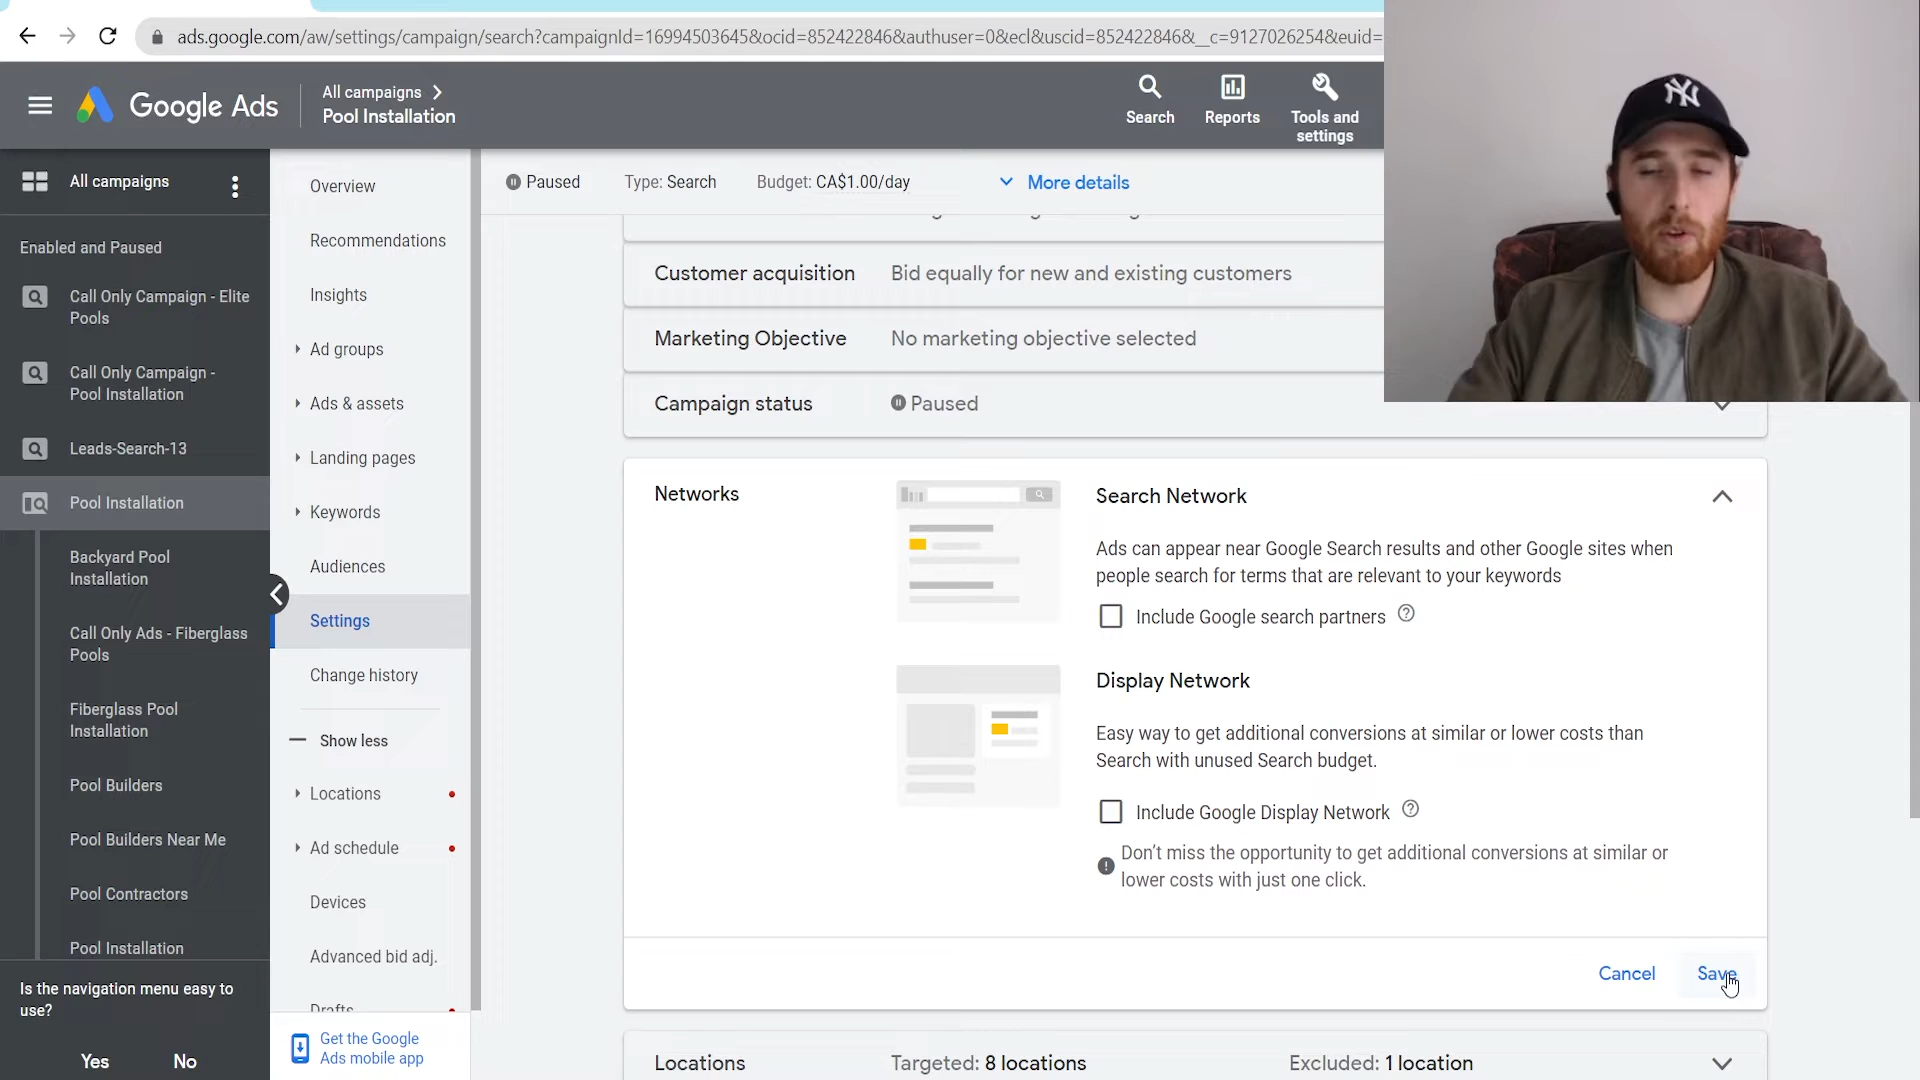 ads.google.com/aw/settings/campaign/search?campaignId=16994503645&ocid=852422846&authuser=0&ecl&uscid=852422846&__c=9127026254&euid=
Google Ads
All campaigns
Pool Installation
Search
Reports
Tools and
settings
NY
All campaigns
Enabled and Paused
Call Only Campaign - Elite
Pools
Call Only Campaign -
Pool Installation
Leads-Search-13
Pool Installation
Backyard Pool
Installation
Call Only Ads - Fiberglass
Pools
Fiberglass Pool
Installation
Pool Builders
Pool Builders Near Me
Pool Contractors
Pool Installation
Is the navigation menu easy to
use?
Yes No
Overview
Recommendations
Insights
Ad groups
Ads & assets
Landing pages
Keywords
Audiences
Settings
Change history
Show less
Locations
Ad schedule
Devices
Advanced bid adj.
Drafts
Get the Google
Ads mobile app
Paused Type: Search Budget: CA$1.00/day More details
Customer acquisition Bid equally for new and existing customers
Marketing Objective No marketing objective selected
Campaign status Paused
Networks
Search Network
Ads can appear near Google Search results and other Google sites when
people search for terms that are relevant to your keywords
Include Google search partners
Display Network
Easy way to get additional conversions at similar or lower costs than
Search with unused Search budget.
Include Google Display Network
Don't miss the opportunity to get additional conversions at similar or
lower costs with just one click.
Cancel Save
Locations Targeted: 8 locations Excluded: 1 location